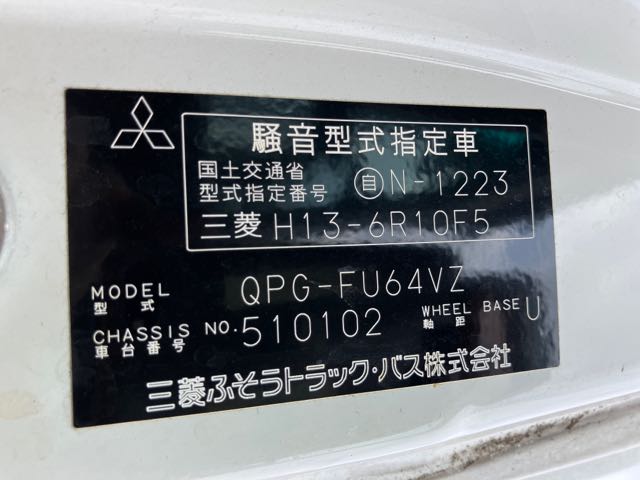 騒音型式指定車
国土交通省
型式指定番号 自N-1223
三菱 H13-6R10F5
MODEL
型式 QPG-FU64VZ
CHASSIS NO. 510102 WHEEL BASE U
車台番号 軸距
三菱ふそうトラック・バス株式会社